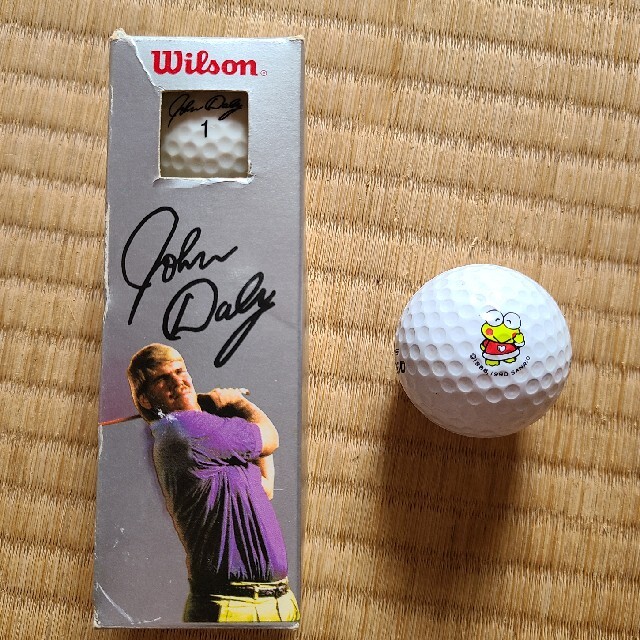 Wilson®
John Daly
1
John
Daly
©1988, 1990 SANRIO